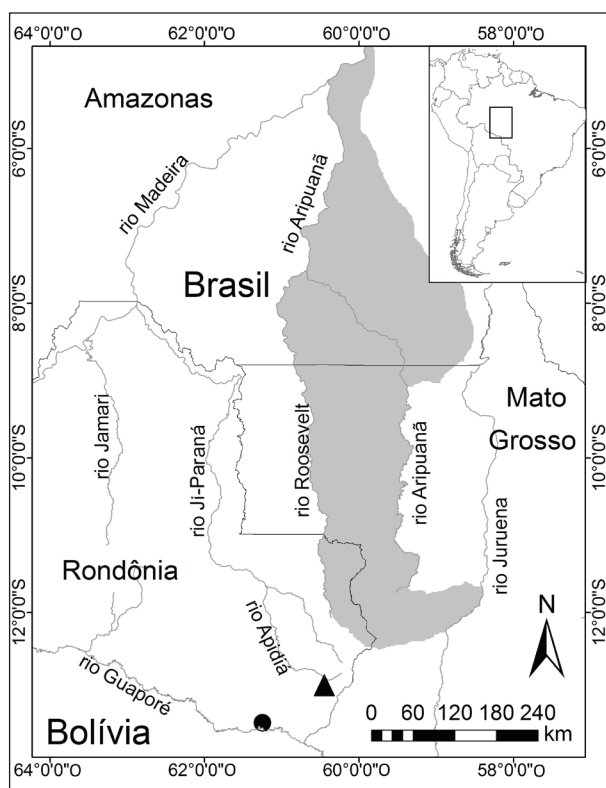 64°0'0"O 62°0'0"O 60°0'0"O 58°0'0"O
Amazonas
6°0'0"S
6°0'0"S
rio Madeira
rio Aripuanã
Brasil
8°0'0"S
8°0'0"S
Mato
Grosso
rio Jamari
rio Ji-Paraná
rio Roosevelt
rio Aripuanã
10°0'0"S
10°0'0"S
rio Juruena
Rondônia
N
12°0'0"S
12°0'0"S
rio Apidiá
rio Guaporé
0 60 120 180 240
km
Bolívia
64°0'0"O 62°0'0"O 60°0'0"O 58°0'0"O